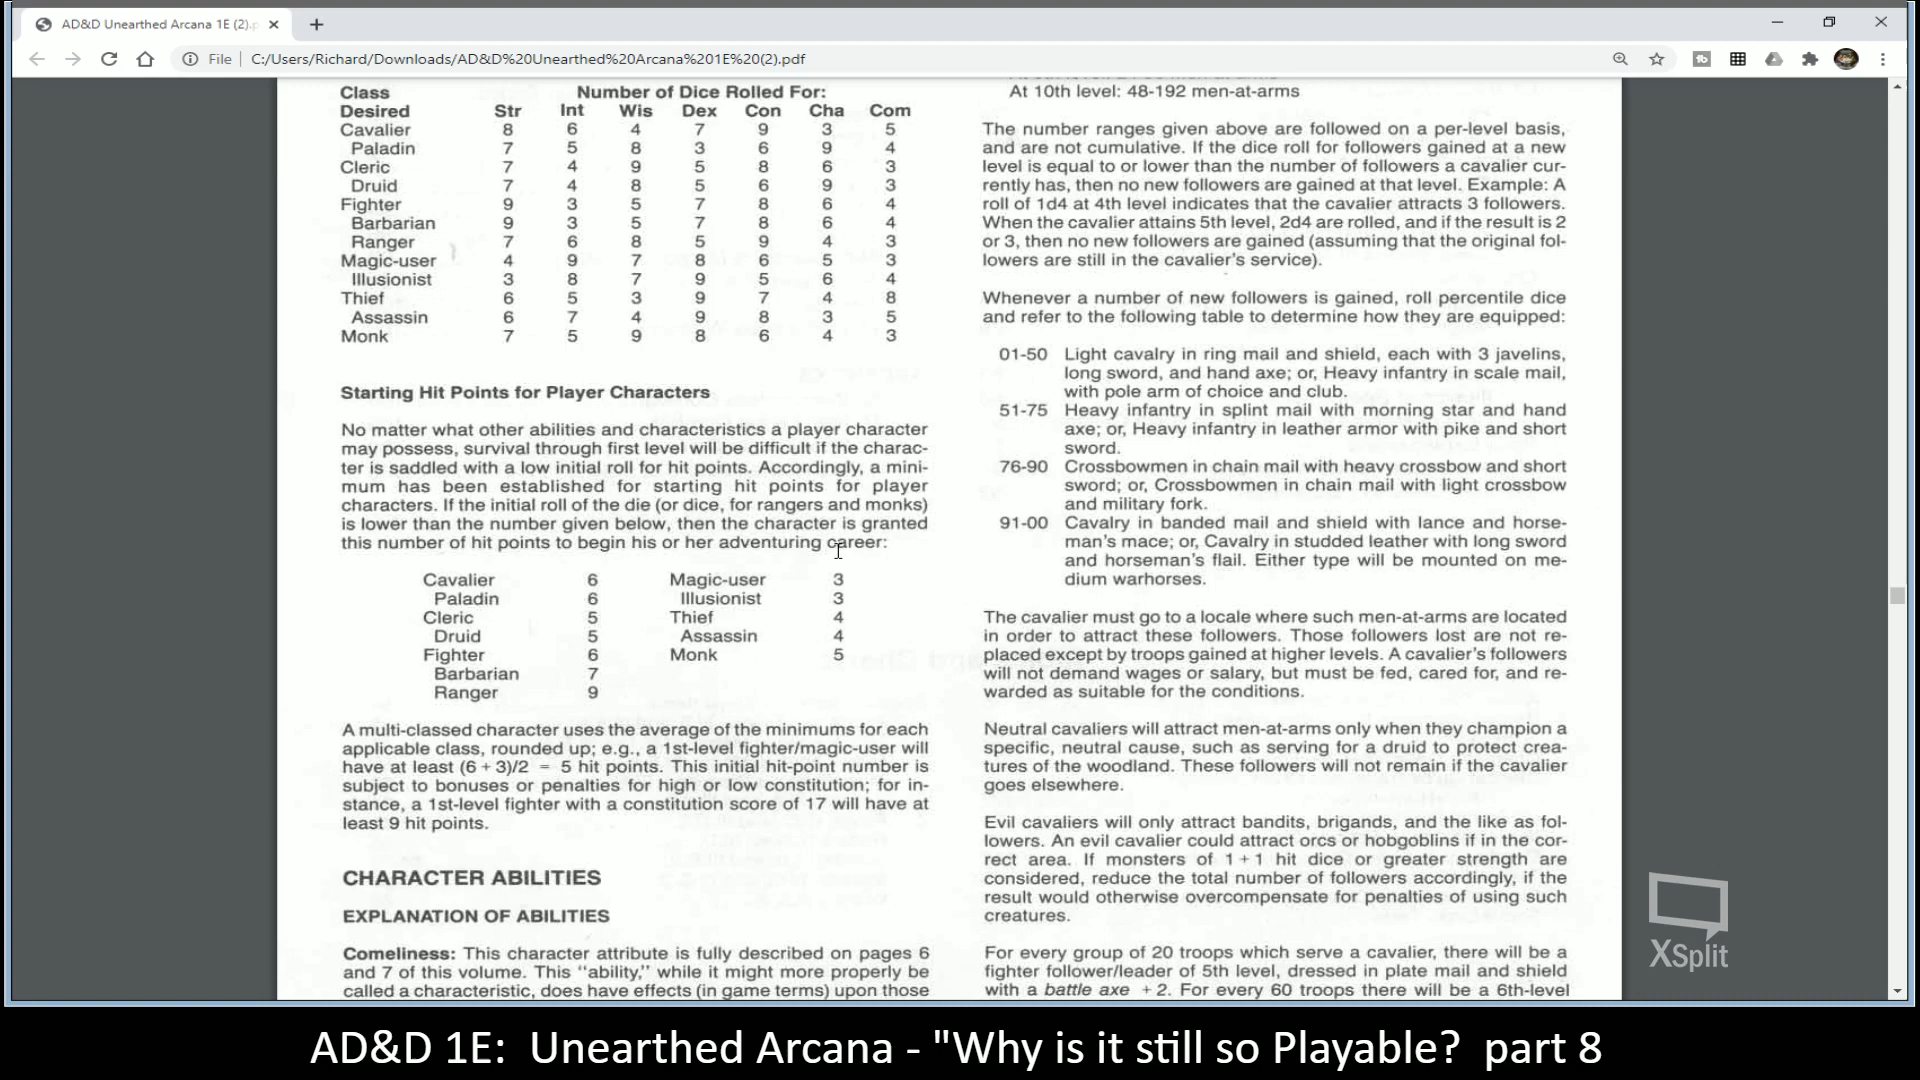 AD&D Unearthed Arcana 1E (2).p
File
C:/Users/Richard/Downloads/AD&D%20Unearthed%20Arcana%201E%20(2).pdf
Class Number of Dice Rolled For:
Desired Str Int Wis Dex Con Cha Com
Cavalier 8 6 4 7 9 3 5
Paladin 7 5 8 3 6 9 4
Cleric 7 4 9 5 8 6 3
Druid 7 4 8 5 6 9 3
Fighter 9 3 5 7 8 6 4
Barbarian 9 3 5 7 8 6 4
Ranger 7 6 8 5 9 4 3
Magic-user 4 9 7 8 6 5 3
Illusionist 3 8 7 9 5 6 4
Thief 6 5 3 9 7 4 8
Assassin 6 7 4 9 8 3 5
Monk 7 5 9 8 6 4 3
Starting Hit Points for Player Characters
No matter what other abilities and characteristics a player character
may possess, survival through first level will be difficult if the charac-
ter is saddled with a low initial roll for hit points. Accordingly, a mini-
mum has been established for starting hit points for player
characters. If the initial roll of the die (or dice, for rangers and monks)
is lower than the number given below, then the character is granted
this number of hit points to begin his or her adventuring career:
Cavalier 6 Magic-user 3
Paladin 6 Illusionist 3
Cleric 5 Thief 4
Druid 5 Assassin 4
Fighter 6 Monk 5
Barbarian 7
Ranger 9
A multi-classed character uses the average of the minimums for each
applicable class, rounded up; e.g., a 1st-level fighter/magic-user will
have at least (6 + 3)/2 = 5 hit points. This initial hit-point number is
subject to bonuses or penalties for high or low constitution; for in-
stance, a 1st-level fighter with a constitution score of 17 will have at
least 9 hit points.
CHARACTER ABILITIES
EXPLANATION OF ABILITIES
Comeliness: This character attribute is fully described on pages 6
and 7 of this volume. This "ability," while it might more properly be
called a characteristic, does have effects (in game terms) upon those
At 10th level: 48-192 men-at-arms
The number ranges given above are followed on a per-level basis,
and are not cumulative. If the dice roll for followers gained at a new
level is equal to or lower than the number of followers a cavalier cur-
rently has, then no new followers are gained at that level. Example: A
roll of 1d4 at 4th level indicates that the cavalier attracts 3 followers.
When the cavalier attains 5th level, 2d4 are rolled, and if the result is 2
or 3, then no new followers are gained (assuming that the original fol-
lowers are still in the cavalier's service).
Whenever a number of new followers is gained, roll percentile dice
and refer to the following table to determine how they are equipped:
01-50 Light cavalry in ring mail and shield, each with 3 javelins,
long sword, and hand axe; or, Heavy infantry in scale mail,
with pole arm of choice and club.
51-75 Heavy infantry in splint mail with morning star and hand
axe; or, Heavy infantry in leather armor with pike and short
sword.
76-90 Crossbowmen in chain mail with heavy crossbow and short
sword; or, Crossbowmen in chain mail with light crossbow
and military fork.
91-00 Cavalry in banded mail and shield with lance and horse-
man's mace; or, Cavalry in studded leather with long sword
and horseman's flail. Either type will be mounted on me-
dium warhorses.
The cavalier must go to a locale where such men-at-arms are located
in order to attract these followers. Those followers lost are not re-
placed except by troops gained at higher levels. A cavalier's followers
will not demand wages or salary, but must be fed, cared for, and re-
warded as suitable for the conditions.
Neutral cavaliers will attract men-at-arms only when they champion a
specific, neutral cause, such as serving for a druid to protect crea-
tures of the woodland. These followers will not remain if the cavalier
goes elsewhere.
Evil cavaliers will only attract bandits, brigands, and the like as fol-
lowers. An evil cavalier could attract orcs or hobgoblins if in the cor-
rect area. If monsters of 1 + 1 hit dice or greater strength are
considered, reduce the total number of followers accordingly, if the
result would otherwise overcompensate for penalties of using such
creatures.
For every group of 20 troops which serve a cavalier, there will be a
fighter follower/leader of 5th level, dressed in plate mail and shield
with a battle axe +2. For every 60 troops there will be a 6th-level
XSplit
AD&D 1E: Unearthed Arcana - "Why is it still so Playable? part 8